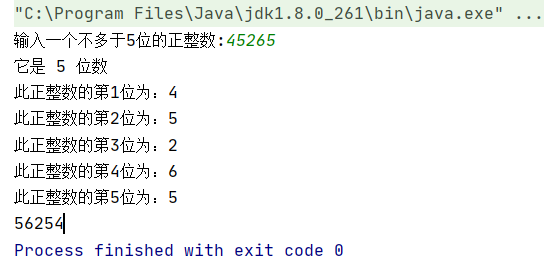 "C:\Program Files\Java\jdk1.8.0_261\bin\java.exe" ...
输入一个不多于5位的正整数:45265
它是 5 位数
此正整数的第1位为：4
此正整数的第2位为：5
此正整数的第3位为：2
此正整数的第4位为：6
此正整数的第5位为：5
56254
Process finished with exit code 0